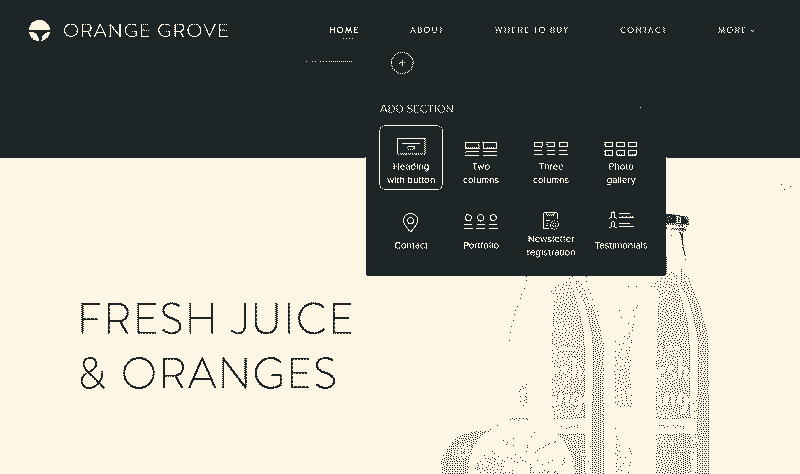 ORANGE GROVE
HOME ABOUT WHERE TO BUY CONTACT MORE
ADD SECTION
Heading with button
Two columns
Three columns
Photo gallery
Contact
Portfolio
Newsletter registration
Testimonials
FRESH JUICE
& ORANGES